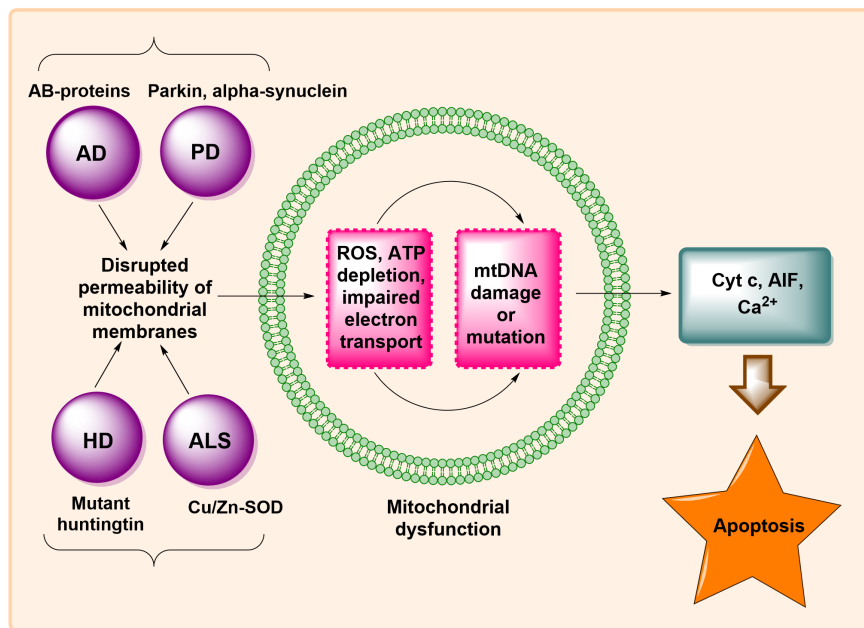 AB-proteins
Parkin, alpha-synuclein
AD
PD
Disrupted
permeability of
mitochondrial
membranes
HD
ALS
Mutant
huntingtin
Cu/Zn-SOD
ROS, ATP
depletion,
impaired
electron
transport
mtDNA
damage
or
mutation
Mitochondrial
dysfunction
Cyt c, AIF,
Ca²⁺
Apoptosis